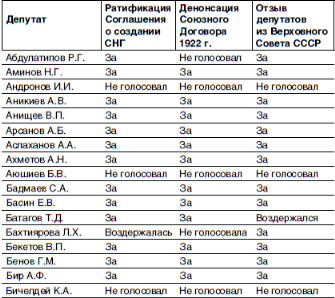 Депутат Ратификация Соглашения о создании СНГ Денонсация Союзного Договора 1922 г. Отзыв депутатов из Верховного Совета СССР
Абдулатипов Р.Г. За Не голосовал За
Аминов Н.Г. За За За
Андронов И.И. Не голосовал Не голосовал Не голосовал
Аникиев А.В. За За За
Анищев В.П. За За За
Арсанов А.Б. За За За
Аслаханов А.А. За За За
Ахметов А.Н. За За За
Аюшиев Б.В. Не голосовал Не голосовал Не голосовал
Бадмаев С.А. За За За
Басин Е.В. За За За
Батагов Т.Д. За За Воздержался
Бахтиярова Л.Х. Воздержалась Не голосовала За
Бекетов В.П. За За За
Бенов Г.М. За За За
Бир А.Ф. За За За
Бичелдей К.А. Не голосовал Не голосовал Не голосовал